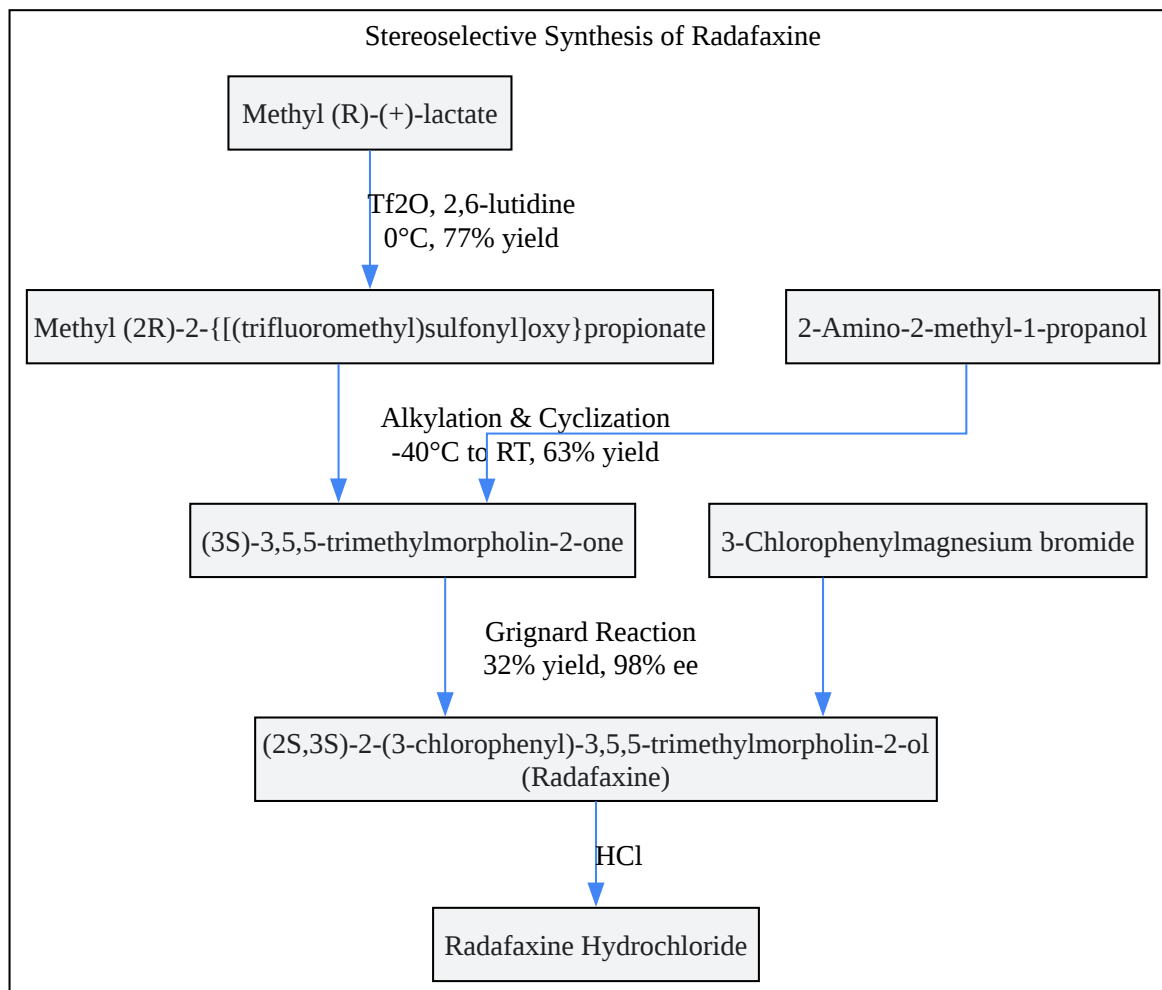 Stereoselective Synthesis of Radafaxine
Methyl (R)-(+)-lactate
Tf2O, 2,6-lutidine
0°C, 77% yield
Methyl (2R)-2-{[(trifluoromethyl)sulfonyl]oxy}propionate
2-Amino-2-methyl-1-propanol
Alkylation & Cyclization
-40°C to RT, 63% yield
(3S)-3,5,5-trimethylmorpholin-2-one
3-Chlorophenylmagnesium bromide
Grignard Reaction
32% yield, 98% ee
(2S,3S)-2-(3-chlorophenyl)-3,5,5-trimethylmorpholin-2-ol
(Radafaxine)
HCl
Radafaxine Hydrochloride